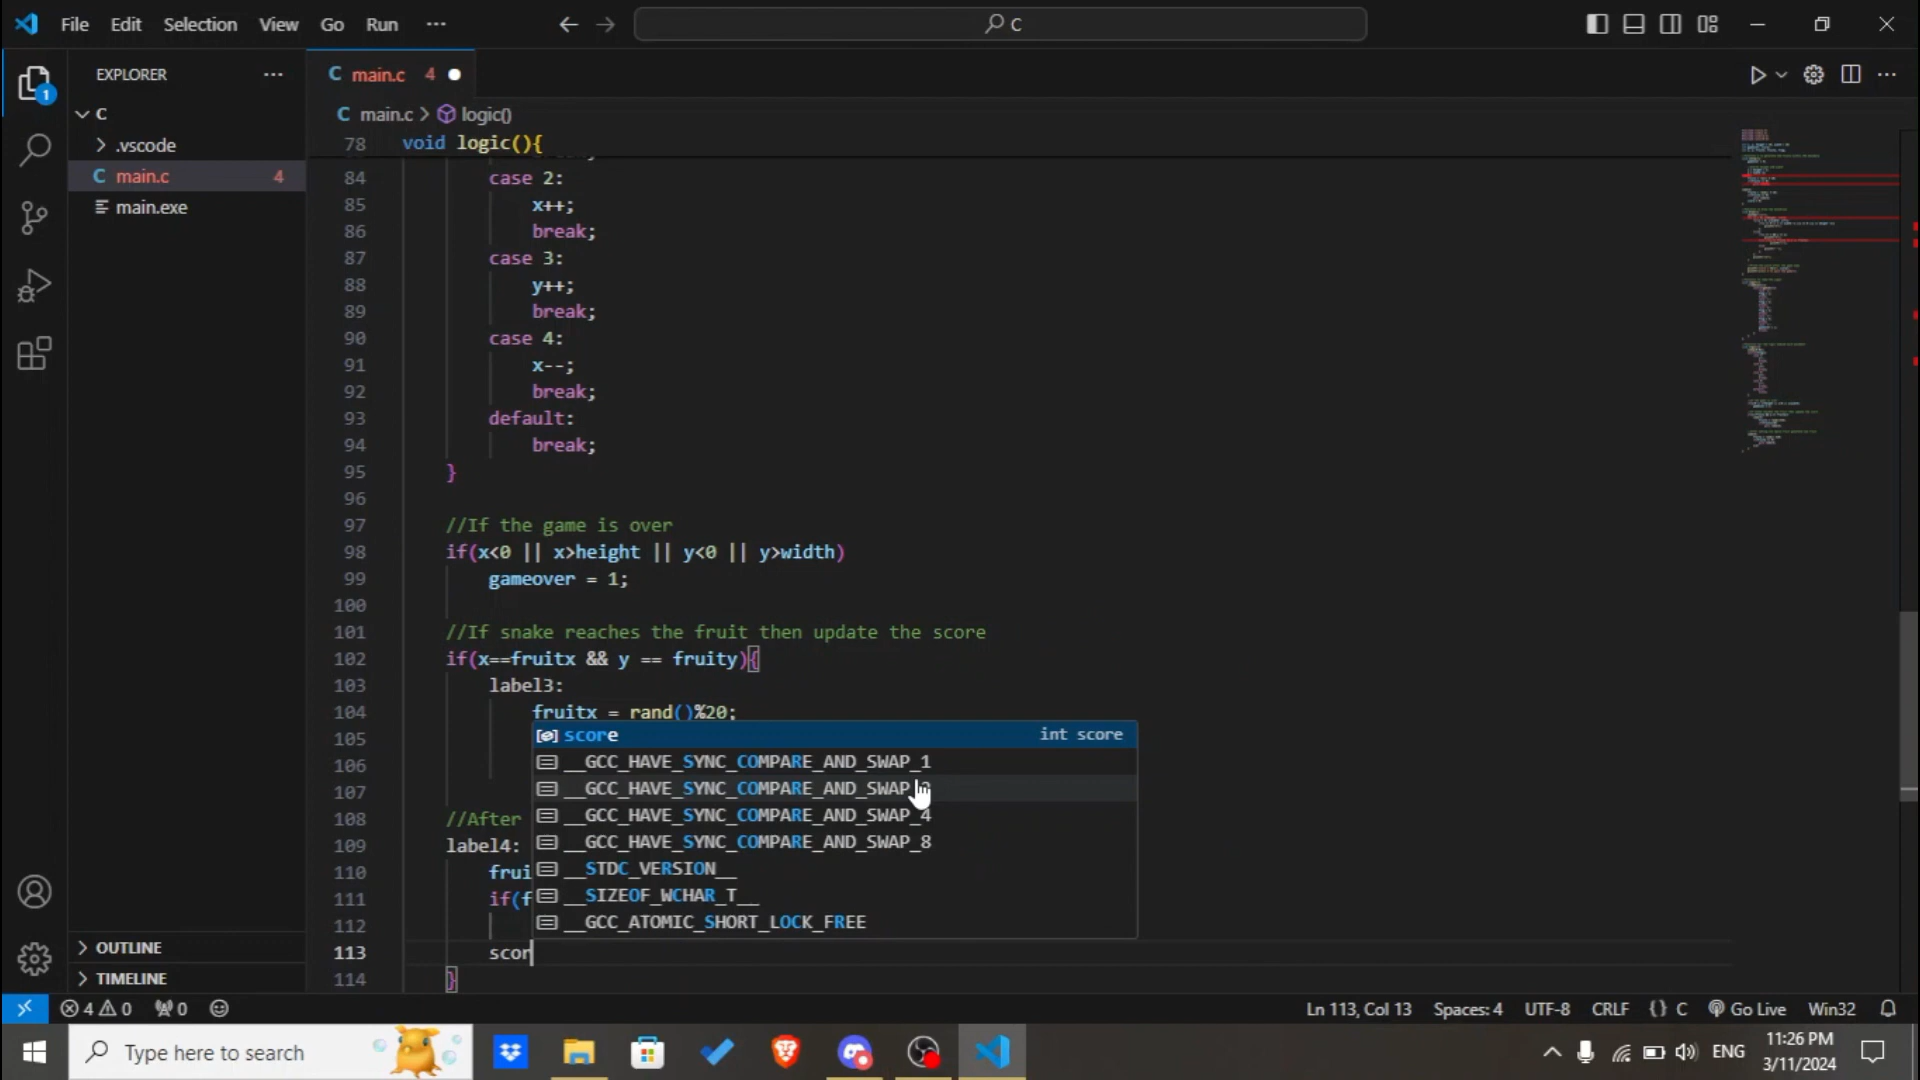 File Edit Selection View Go Run ···
C
EXPLORER
C
.vscode
C main.c 4
main.exe
OUTLINE
TIMELINE
1
C main.c 4
C main.c > logic()
78 void logic(){
84 case 2:
85 x++;
86 break;
87 case 3:
88 y++;
89 break;
90 case 4:
91 x--;
92 break;
93 default:
94 break;
95 }
96
97 //If the game is over
98 if(x<0 || x>height || y<0 || y>width)
99 gameover = 1;
100
101 //If snake reaches the fruit then update the score
102 if(x==fruitx && y == fruity){
103 label3:
104 fruitx = rand()%20;
105
106
107
108 //After
109 label4:
110 frui
111 if(f
112
113 scor
114 }
score int score
__GCC_HAVE_SYNC_COMPARE_AND_SWAP_1
__GCC_HAVE_SYNC_COMPARE_AND_SWAP_2
__GCC_HAVE_SYNC_COMPARE_AND_SWAP_4
__GCC_HAVE_SYNC_COMPARE_AND_SWAP_8
__STDC_VERSION__
__SIZEOF_WCHAR_T__
__GCC_ATOMIC_SHORT_LOCK_FREE
4 0 0 Ln 113, Col 13 Spaces: 4 UTF-8 CRLF {} C Go Live Win32
Type here to search
ENG
11:26 PM
3/11/2024